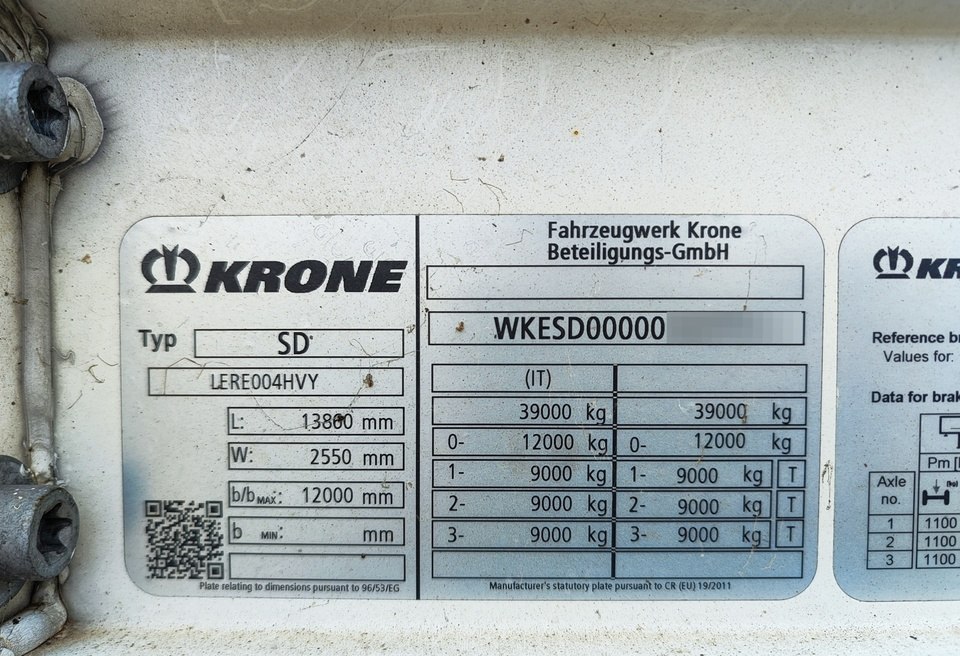 KRONE
Typ SD
LERE004HVY
L: 13860 mm
W: 2550 mm
b/b MAX: 12000 mm
b MIN: mm
Plate relating to dimensions pursuant to 96/53/EG
Fahrzeugwerk Krone
Beteiligungs-GmbH
WKESD00000
(IT)
39000 kg 39000 kg
0- 12000 kg 0- 12000 kg
1- 9000 kg 1- 9000 kg T
2- 9000 kg 2- 9000 kg T
3- 9000 kg 3- 9000 kg T
Manufacturer's statutory plate pursuant to CR (EU) 19/2011
KR
Reference br
Values for:
Data for brak
Pm [
Axle
no.
1 1100
2 1100
3 1100